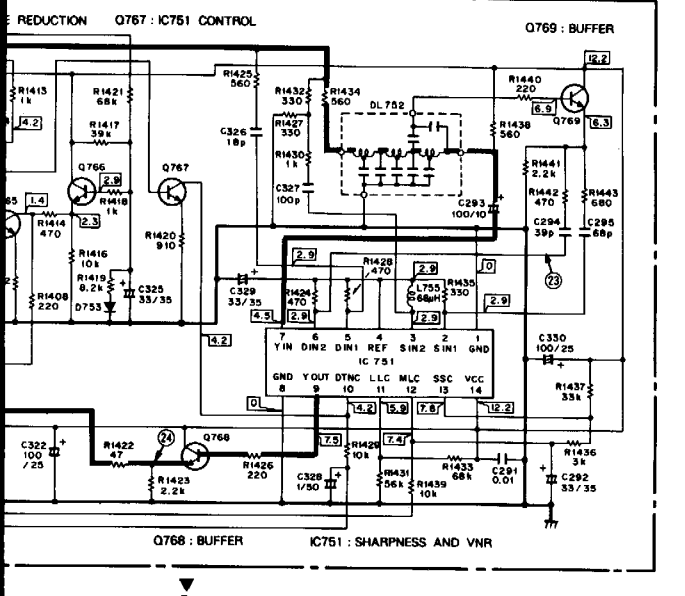 E REDUCTION Q767 : IC751 CONTROL
Q769 : BUFFER
12.2
R1413
1k
4.2
R1421
68k
R1417
39k
R1425
560
C326
18p
R1432
330
R1434
560
R1427
330
R1430
1k
C327
100p
DL752
R1440
220
6.9
Q769
6.3
R1438
560
R1441
2.2k
R1442
470
R1443
680
C294
39p
C295
68p
C293
100/10
23
Q766
2.9
R1418
1k
Q767
65
1.4
R1414
470
2.3
R1416
10k
R1420
910
R1419
8.2k
D753
C325
33/35
2
R1408
220
4.2
C329
33/35
2.9
R1424
470
2.9
R1428
470
2.9
L755
68μH
2.9
R1435
330
0
2.9
4.5
7 6 5 4 3 2 1
YIN DIN2 DIN1 REF SIN2 SIN1 GND
IC 751
GND YOUT DTNC LLC MLC SSC VCC
8 9 10 11 12 13 14
0
4.2
5.9
7.8
12.2
7.5
7.4
C330
100/25
R1437
33k
R1436
3k
C322
100
/25
R1422
47
24
Q768
R1423
2.2k
R1426
220
R1429
10k
C328
1/50
R1431
56k
R1439
10k
R1433
68k
C291
0.01
C292
33/35
Q768 : BUFFER
IC751 : SHARPNESS AND VNR